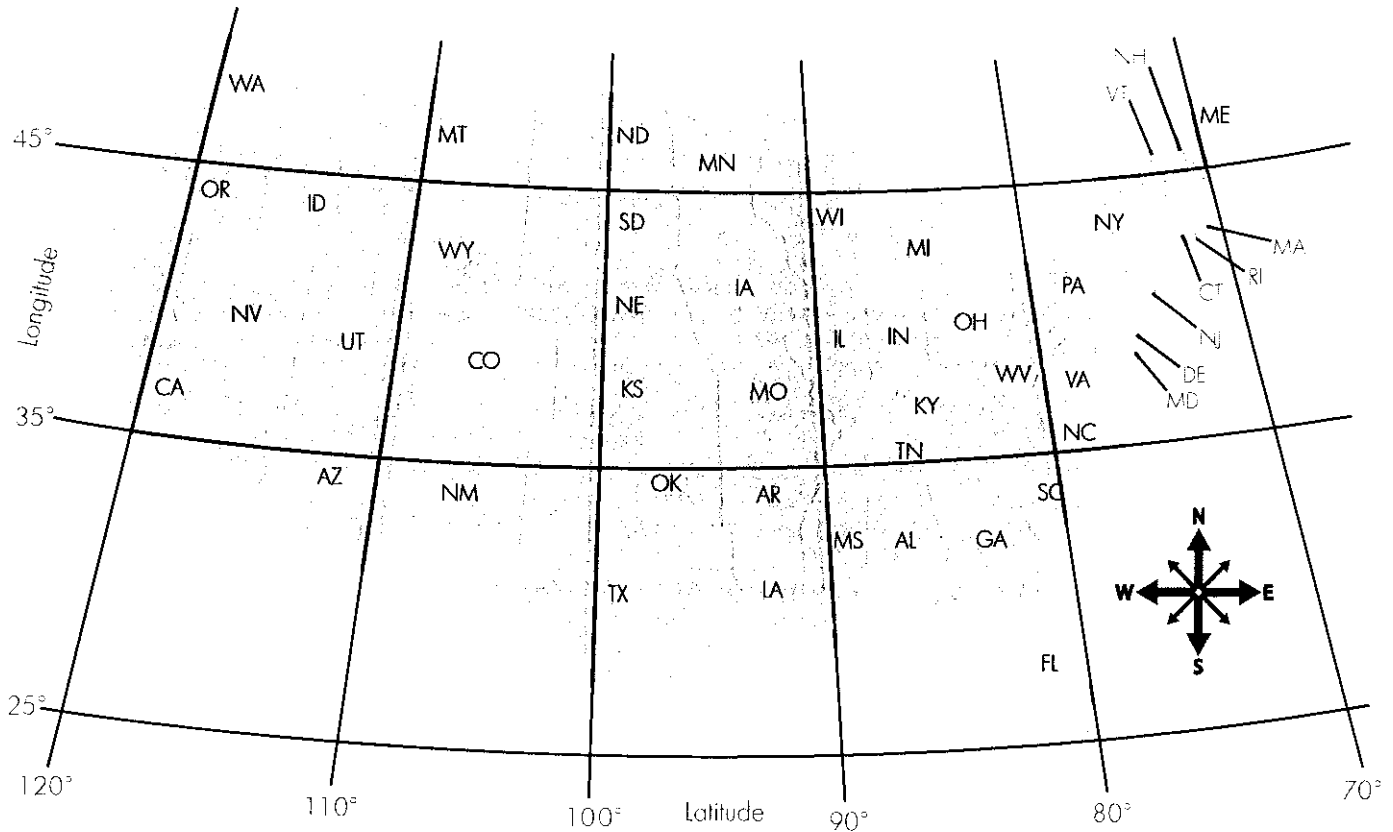 NH
WA
VT
ME
45°
MT
ND
MN
OR
ID
SD
WI
NY
WY
MI
MA
RI
Longitude
NV
NE
IA
PA
CT
UT
IL
IN
OH
NJ
CO
WV
VA
DE
CA
KS
MO
KY
MD
35°
NC
TN
AZ
NM
OK
AR
SC
N
MS
AL
GA
TX
LA
W
E
S
FL
25°
120°
110°
100°
Latitude
90°
80°
70°